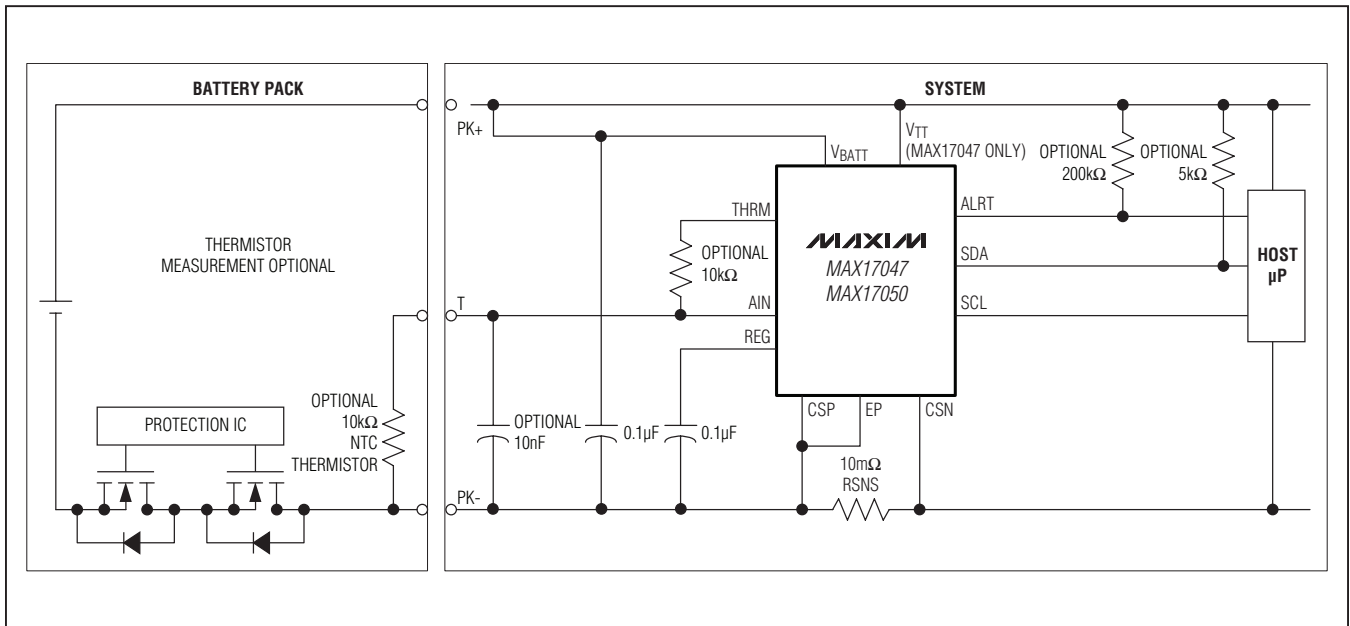 BATTERY PACK
SYSTEM
PK+
VTT
(MAX17047 ONLY)
VBATT
OPTIONAL
200kΩ
OPTIONAL
5kΩ
THERMISTOR
MEASUREMENT OPTIONAL
THRM
OPTIONAL
10kΩ
MAXIM
MAX17047
MAX17050
ALRT
SDA
SCL
HOST
µP
T
AIN
REG
PROTECTION IC
OPTIONAL
10kΩ
NTC
THERMISTOR
OPTIONAL
10nF
0.1µF
0.1µF
CSP
EP
CSN
10mΩ
RSNS
PK-